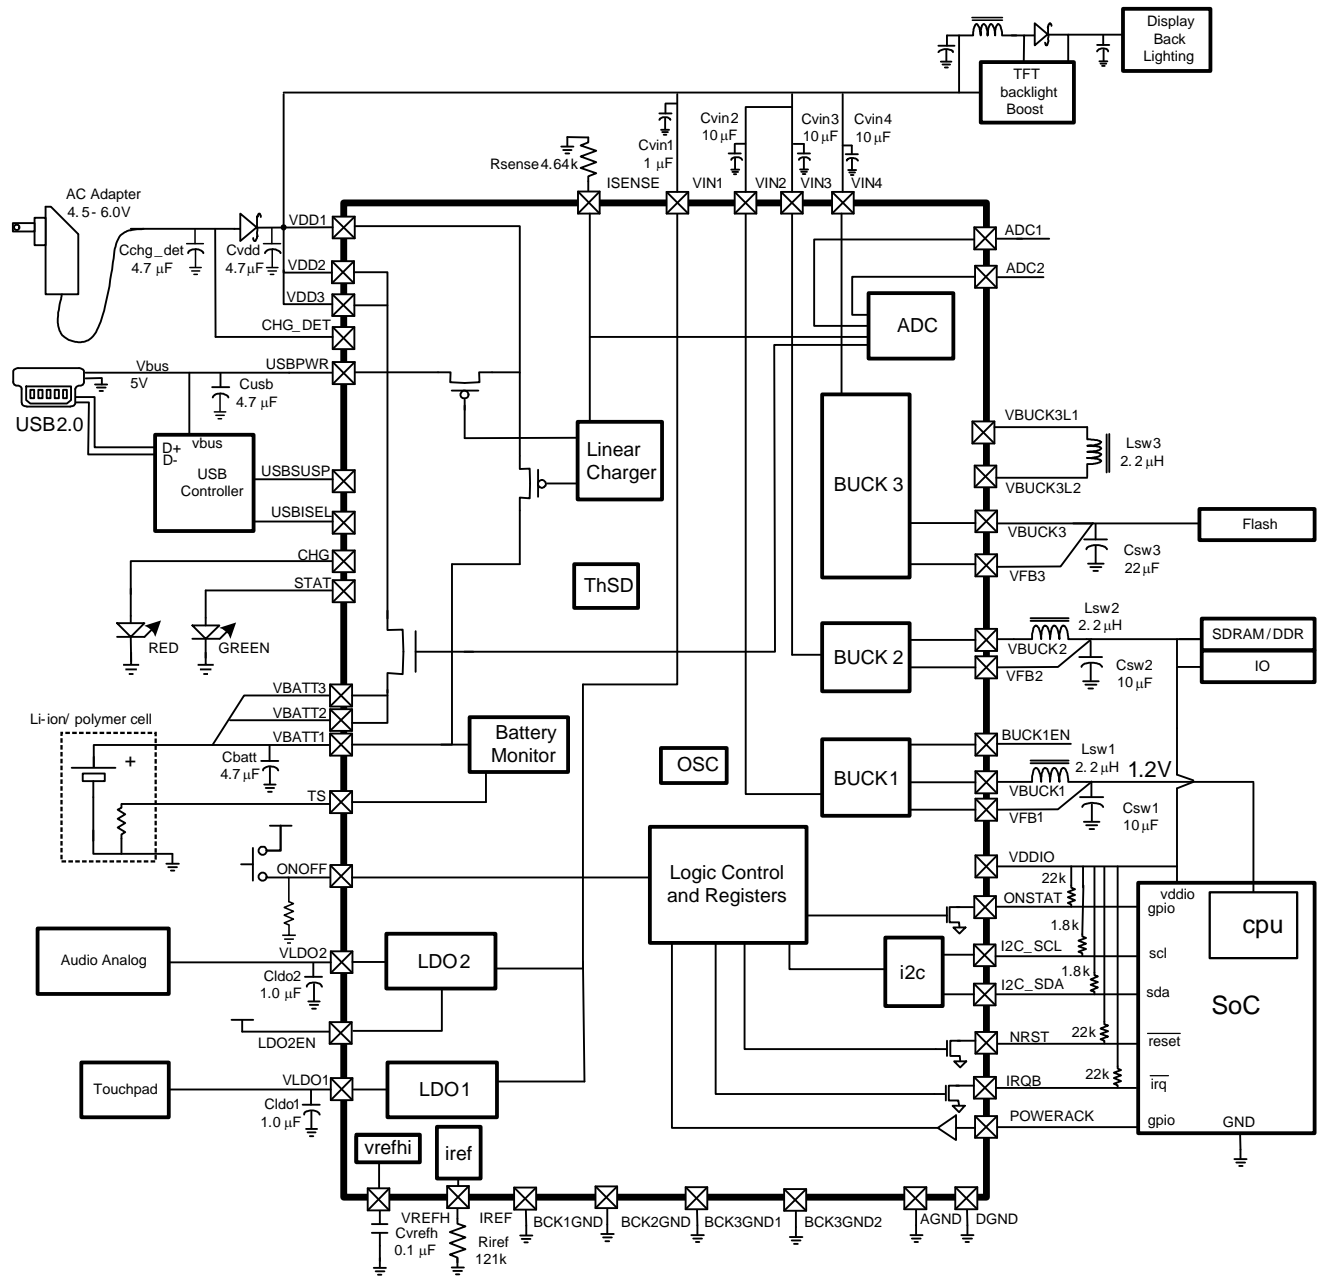 Display
Back
Lighting
TFT
backlight
Boost
Cvin1
1 μF
Cvin2
10 μF
Cvin3
10 μF
Cvin4
10 μF
Rsense 4.64k
ISENSE
VIN1
VIN2
VIN3
VIN4
AC Adapter
4.5-6.0V
Cchg_det
4.7 μF
Cvdd
4.7 μF
VDD1
VDD2
VDD3
CHG_DET
ADC1
ADC2
ADC
Vbus
5V
USBPWR
Cusb
4.7 μF
USB2.0
vbus
D+
D-
USB
Controller
USBSUSP
USBISEL
Linear
Charger
BUCK 3
VBUCK3L1
Lsw3
2.2 μH
VBUCK3L2
VBUCK3
Flash
Csw3
22 μF
VFB3
CHG
STAT
RED
GREEN
ThSD
BUCK 2
Lsw2
2.2 μH
VBUCK2
VFB2
Csw2
10 μF
SDRAM/DDR
IO
VBATT3
VBATT2
VBATT1
Li-ion/ polymer cell
+
Cbatt
4.7 μF
TS
Battery
Monitor
OSC
BUCK1
BUCK1EN
Lsw1
2.2 μH
1.2V
VBUCK1
VFB1
Csw1
10 μF
VDDIO
ONOFF
Logic Control
and Registers
22k
ONSTAT
1.8k
I2C_SCL
1.8k
I2C_SDA
22k
NRST
22k
IRQB
POWERACK
i2c
vddio
gpio
cpu
scl
sda
SoC
reset
irq
gpio
GND
Audio Analog
VLDO2
Cldo2
1.0 μF
LDO2
LDO2EN
Touchpad
VLDO1
Cldo1
1.0 μF
LDO1
vrefhi
iref
VREFH
Cvrefh
0.1 μF
IREF
Riref
121k
BCK1GND
BCK2GND
BCK3GND1
BCK3GND2
AGND
DGND